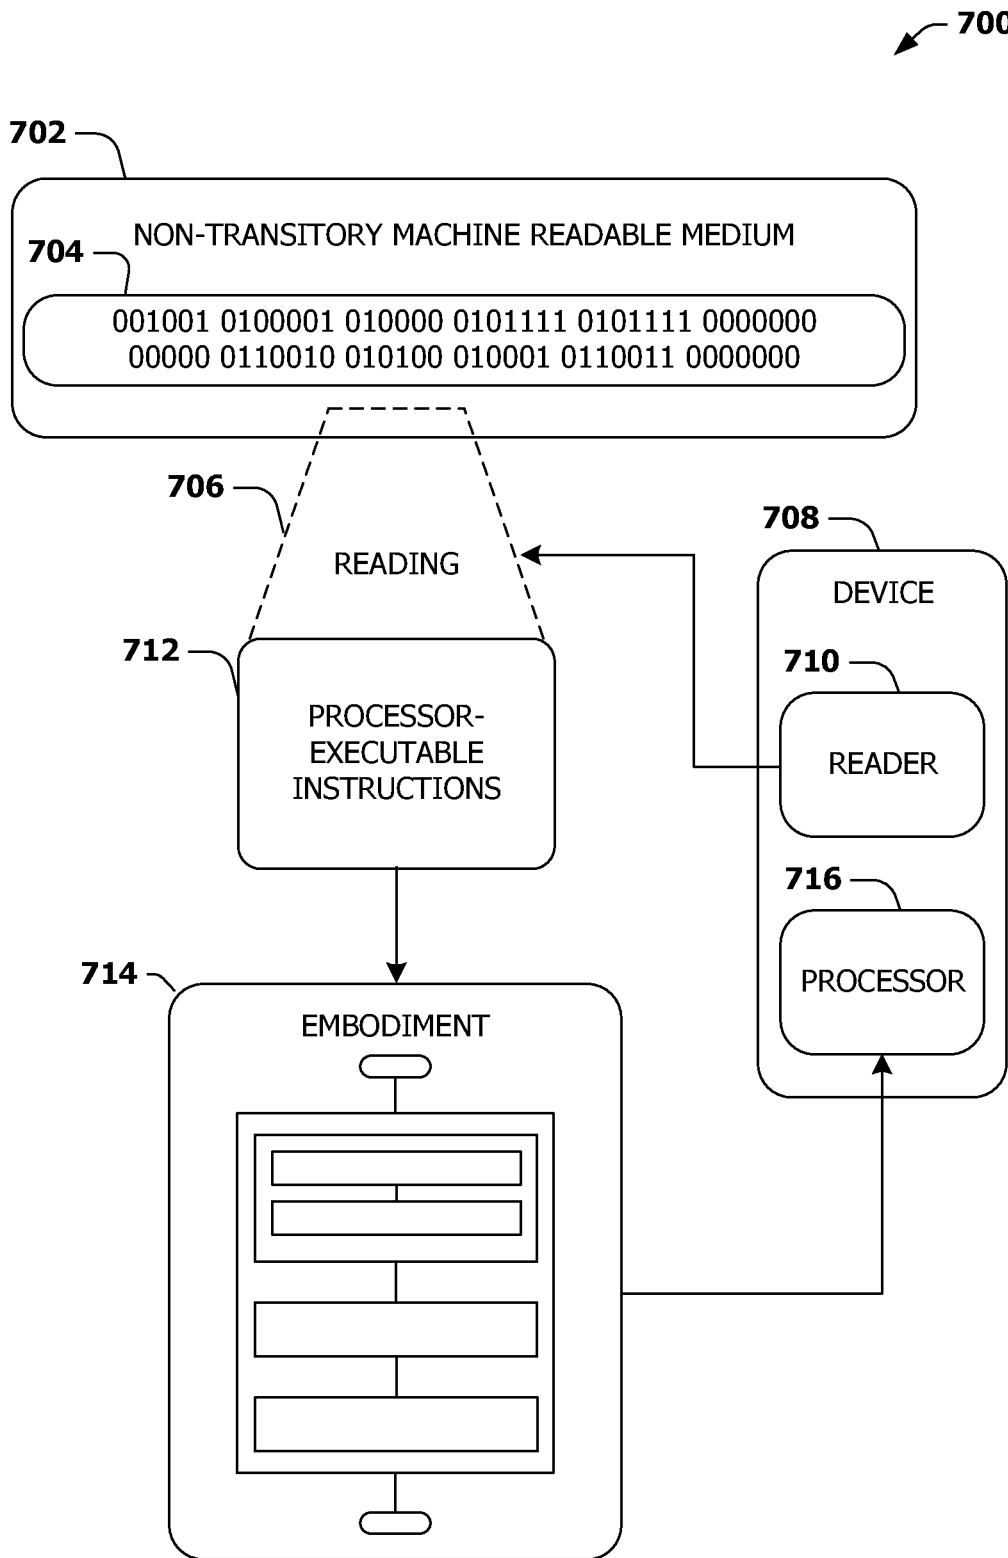 700
702
NON-TRANSITORY MACHINE READABLE MEDIUM
704
001001 0100001 010000 0101111 0101111 0000000
00000 0110010 010100 010001 0110011 0000000
706
READING
708
DEVICE
710
READER
712
PROCESSOR-
EXECUTABLE
INSTRUCTIONS
716
PROCESSOR
714
EMBODIMENT